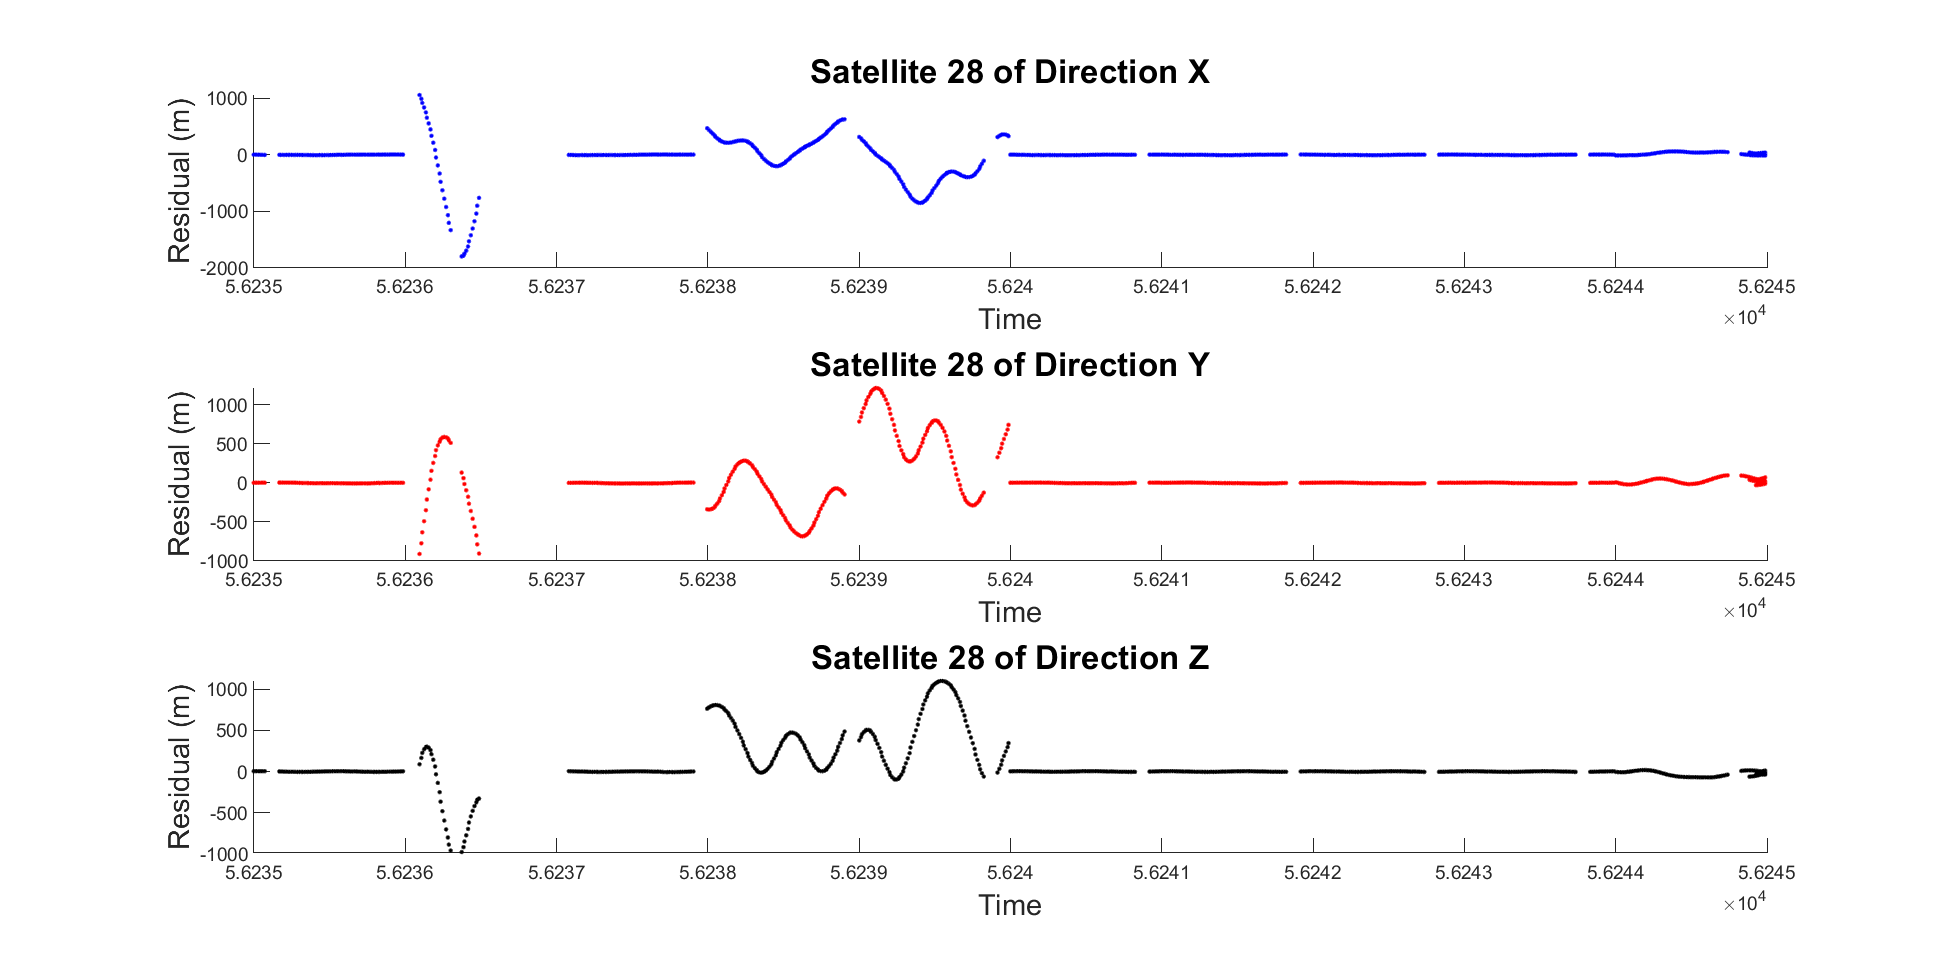 Satellite 28 of Direction X
Residual (m)
1000
0
-1000
-2000
5.6235 5.6236 5.6237 5.6238 5.6239 5.624 5.6241 5.6242 5.6243 5.6244 5.6245
Time
×10^4
Satellite 28 of Direction Y
Residual (m)
1000
500
0
-500
-1000
5.6235 5.6236 5.6237 5.6238 5.6239 5.624 5.6241 5.6242 5.6243 5.6244 5.6245
Time
×10^4
Satellite 28 of Direction Z
Residual (m)
1000
500
0
-500
-1000
5.6235 5.6236 5.6237 5.6238 5.6239 5.624 5.6241 5.6242 5.6243 5.6244 5.6245
Time
×10^4